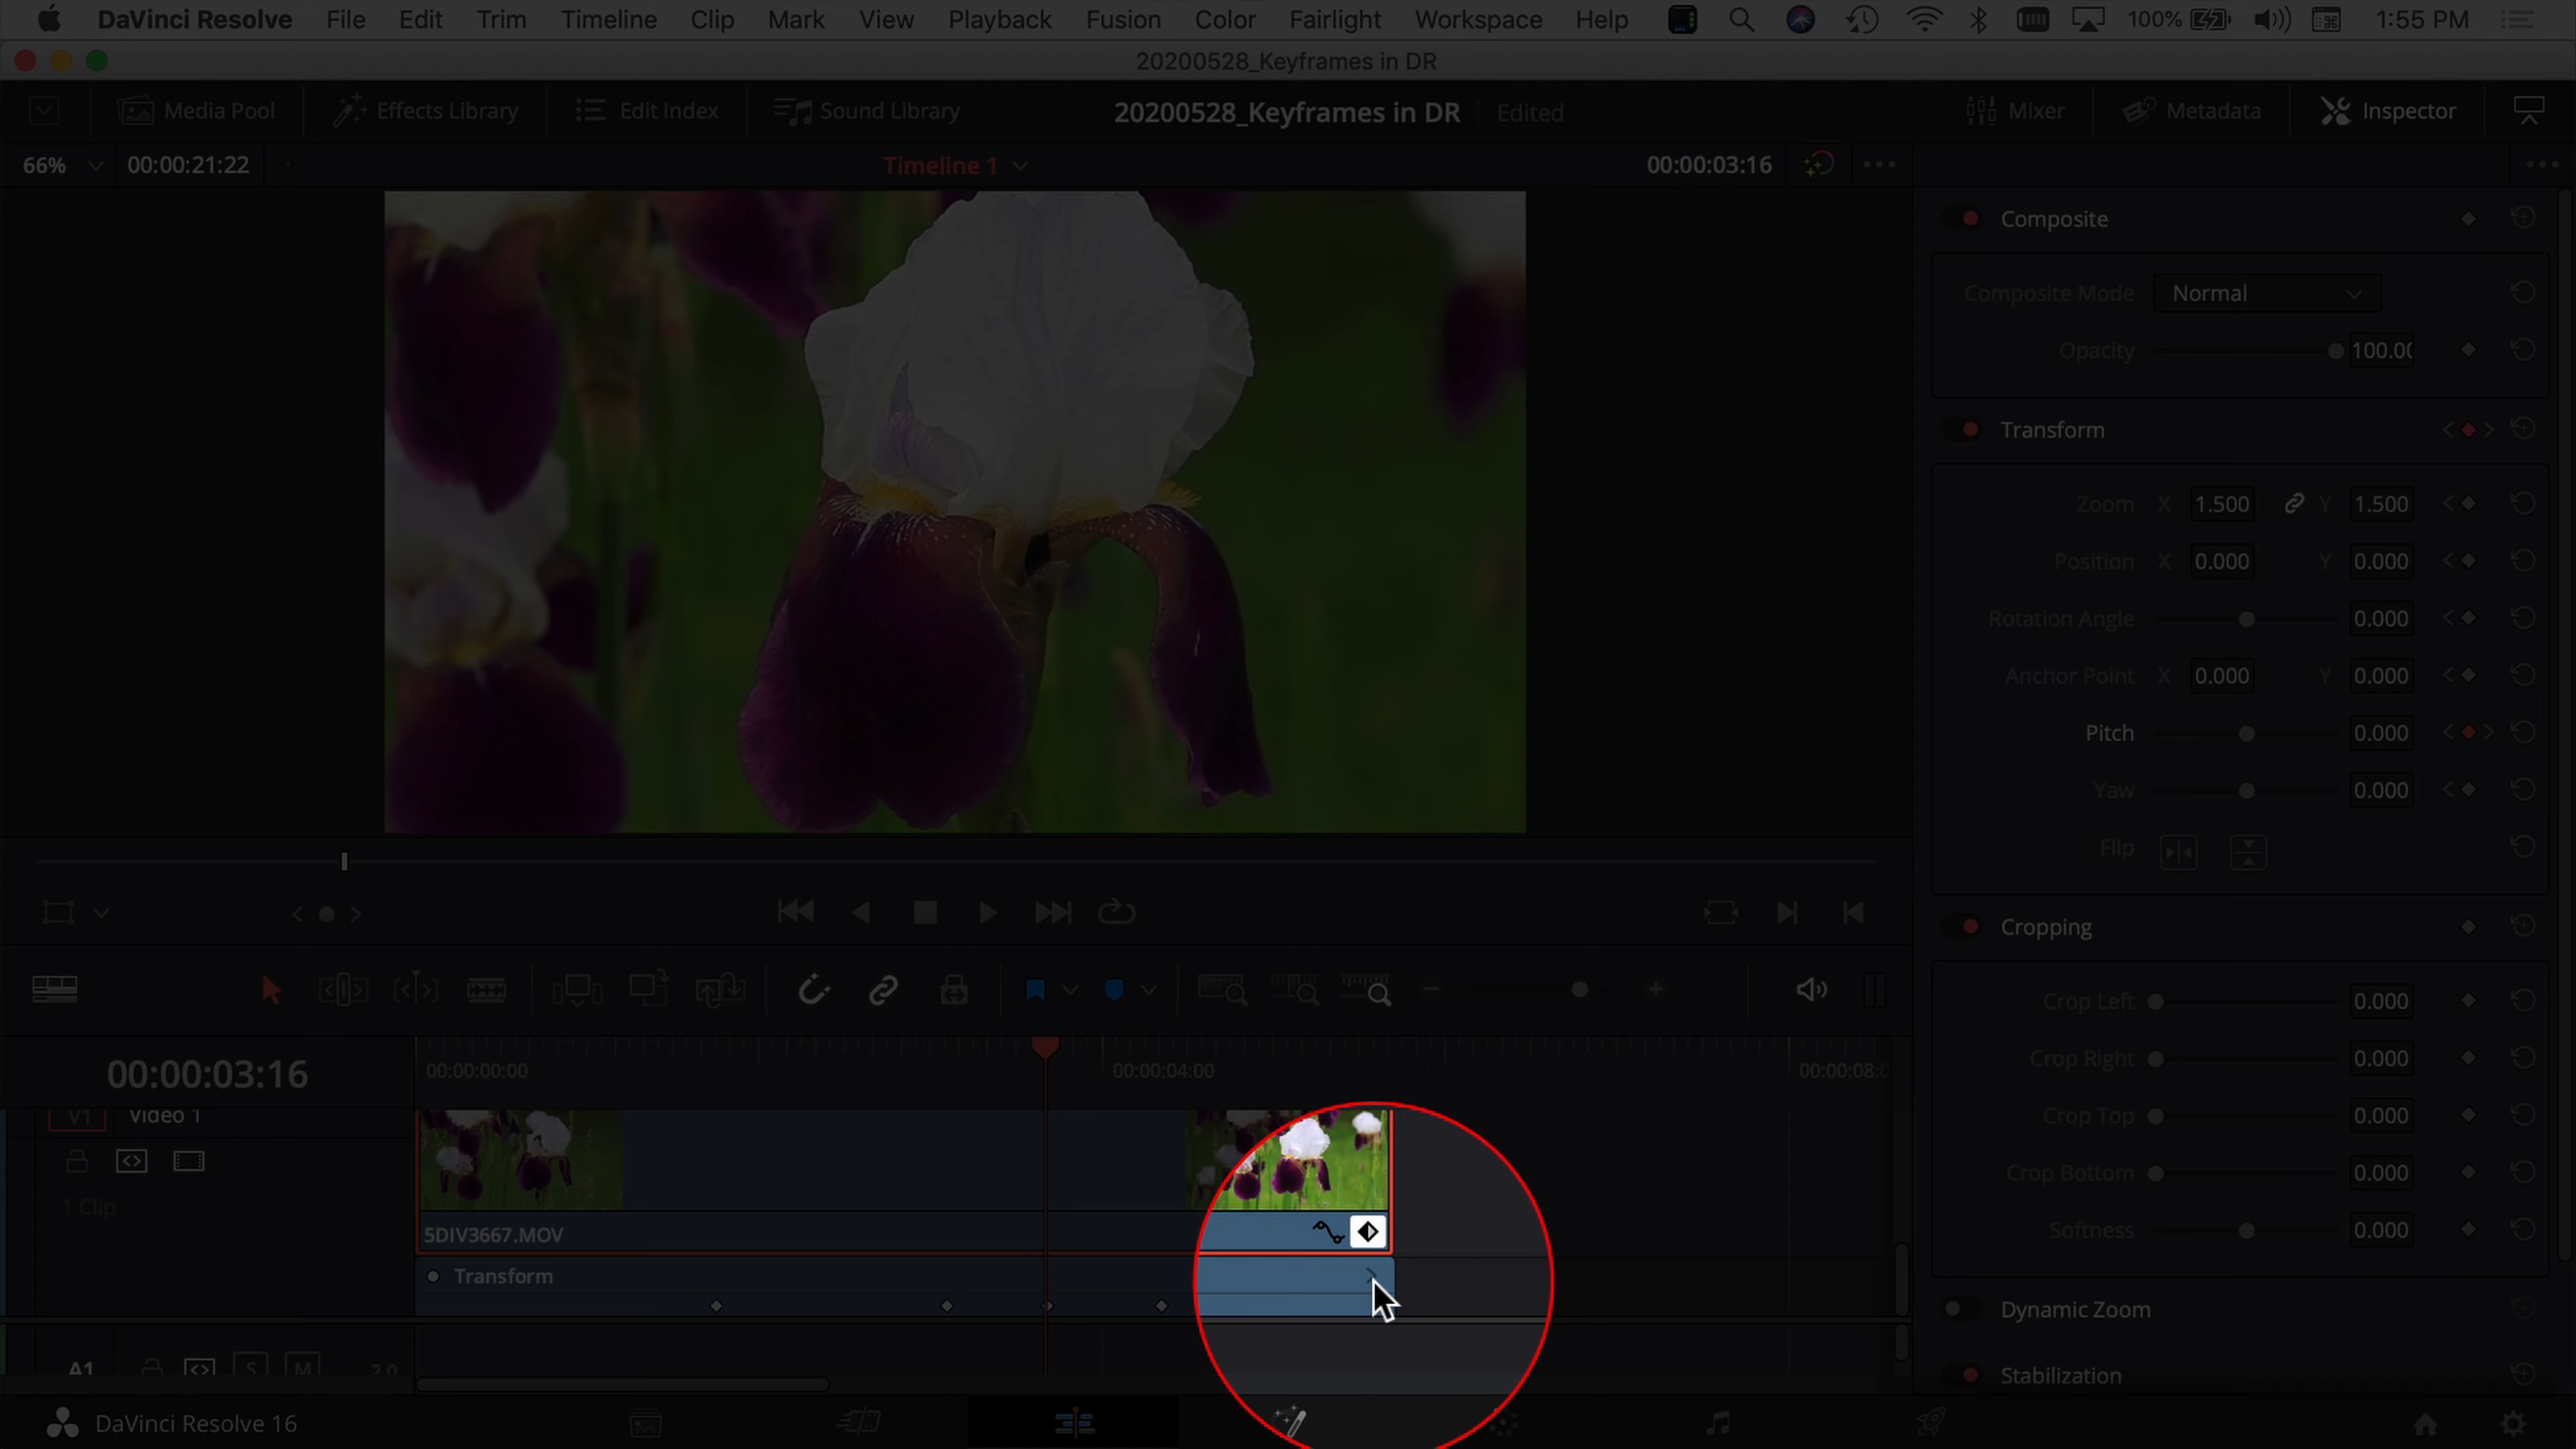 DaVinci Resolve File Edit Trim Timeline Clip Mark View Playback Fusion Color Fairlight Workspace Help 100% 1:55 PM
20200528_Keyframes in DR
Media Pool Effects Library Edit Index Sound Library 20200528_Keyframes in DR Edited Mixer Metadata Inspector
66% 00:00:21:22 Timeline 1 00:00:03:16
Composite
Composite Mode Normal
Opacity 100.00
Transform
Zoom X 1.500 Y 1.500
Position X 0.000 Y 0.000
Rotation Angle 0.000
Anchor Point X 0.000 Y 0.000
Pitch 0.000
Yaw 0.000
Flip
Cropping
Crop Left 0.000
Crop Right 0.000
Crop Top 0.000
Crop Bottom 0.000
Softness 0.000
Dynamic Zoom
Stabilization
00:00:03:16 00:00:00:00 00:00:04:00 00:00:08:0
V1 Video 1
1 Clip
5DIV3667.MOV
Transform
A1 S M 2.0
DaVinci Resolve 16